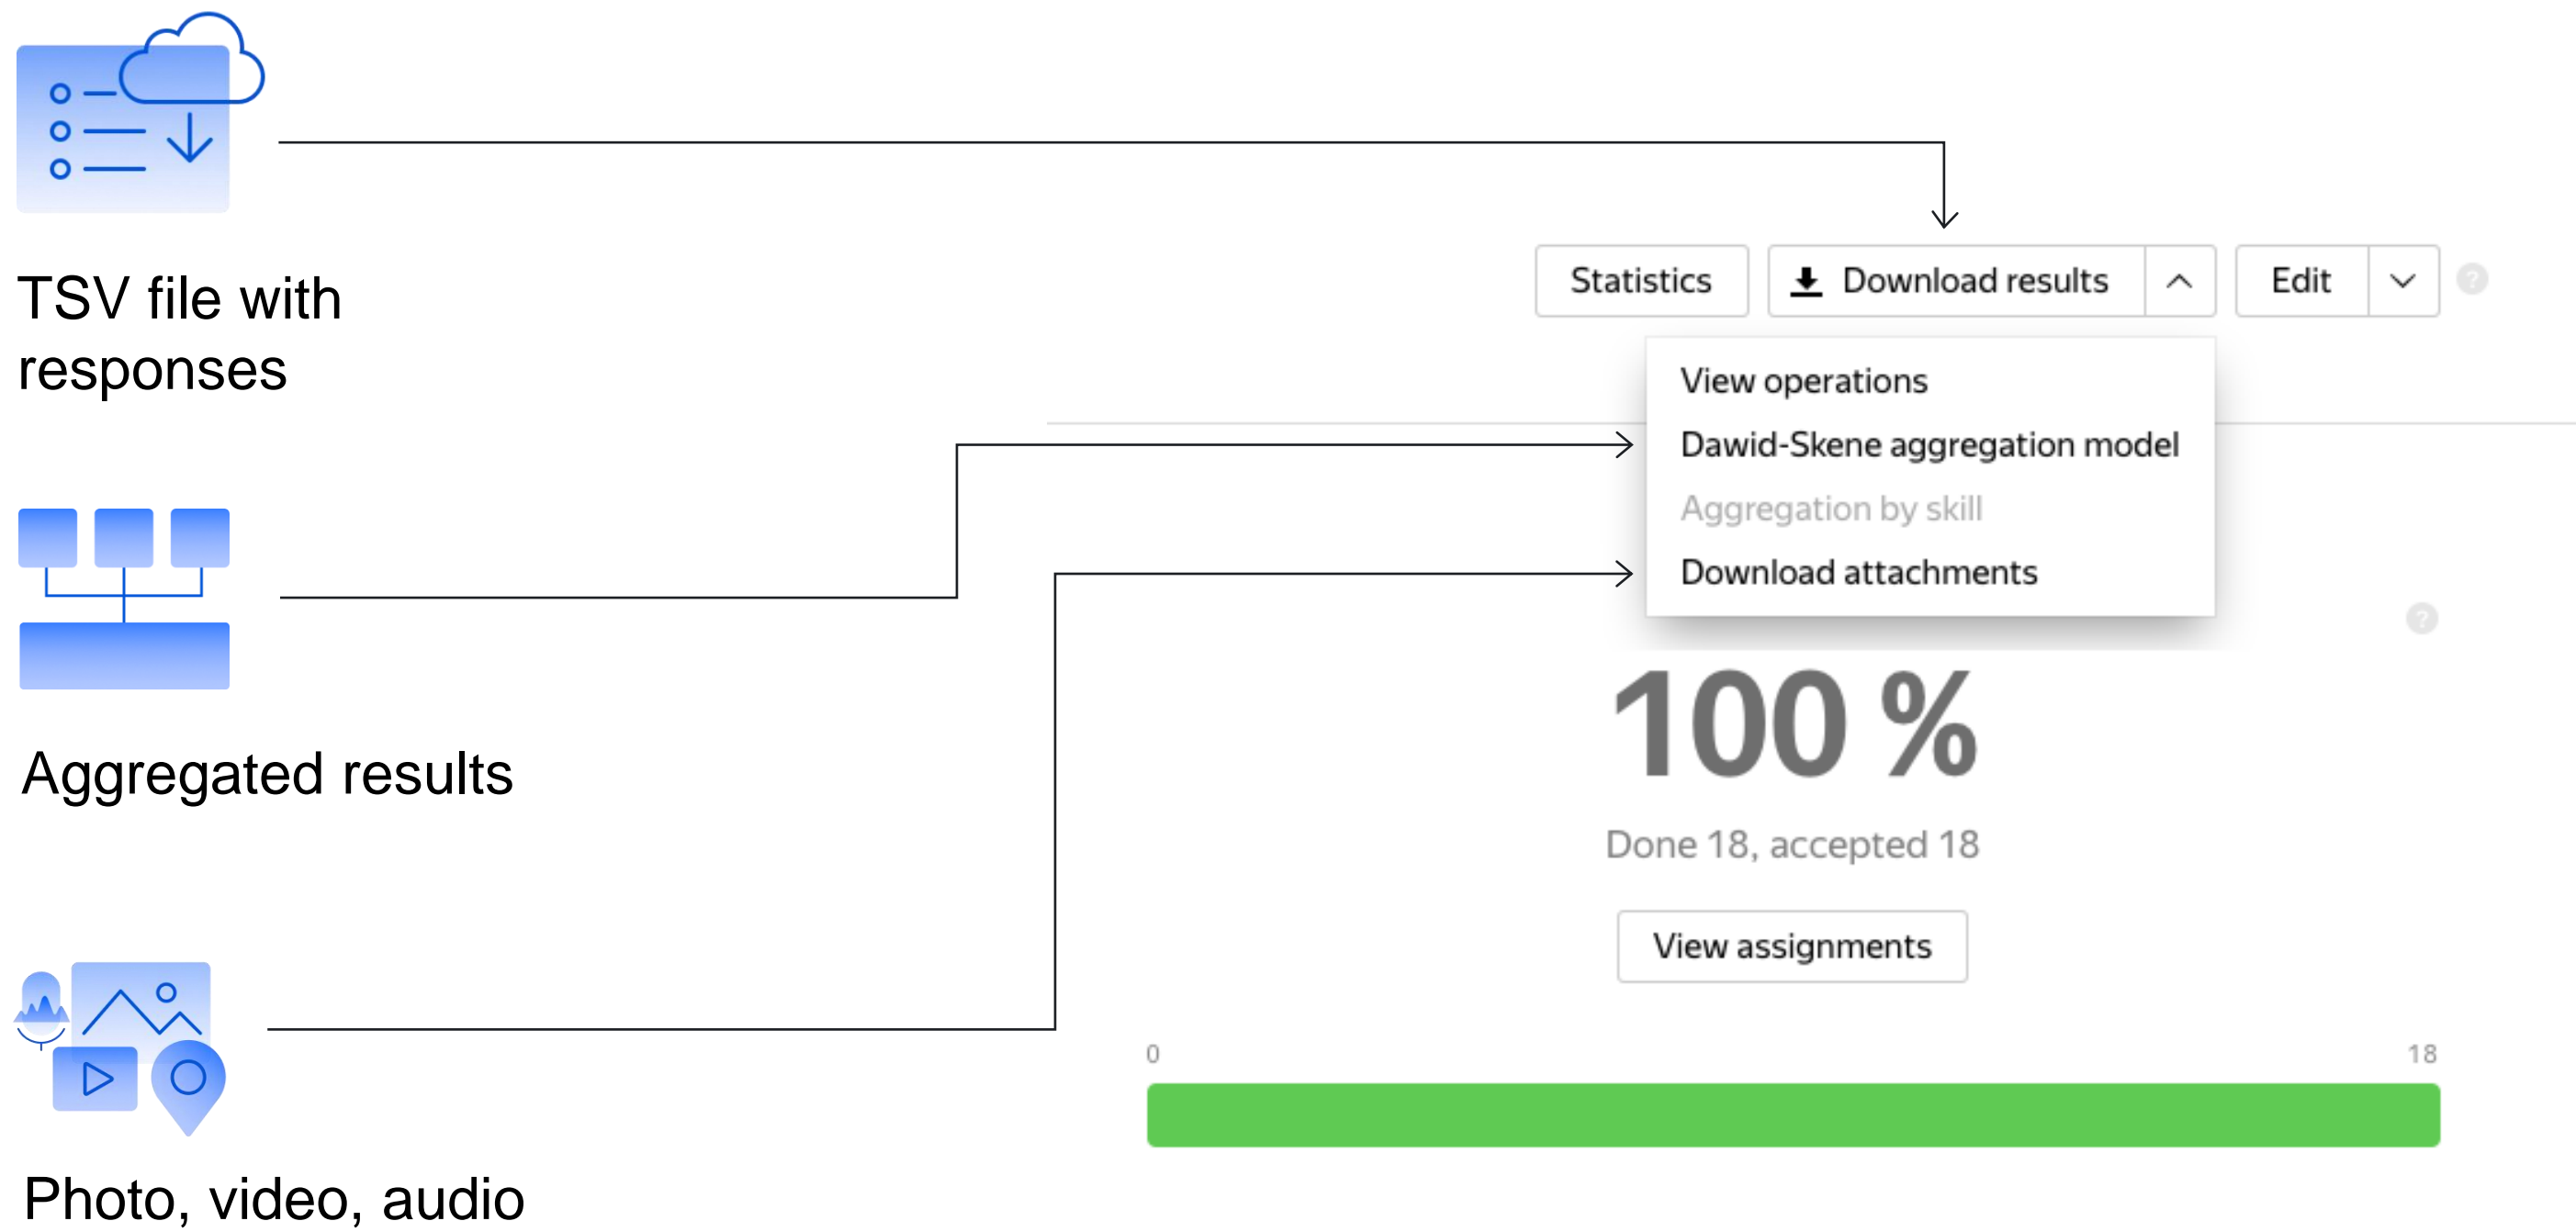 TSV file with
responses
Aggregated results
Photo, video, audio
Statistics
Download results
Edit
?
View operations
Dawid-Skene aggregation model
Aggregation by skill
Download attachments
?
100 %
Done 18, accepted 18
View assignments
0
18